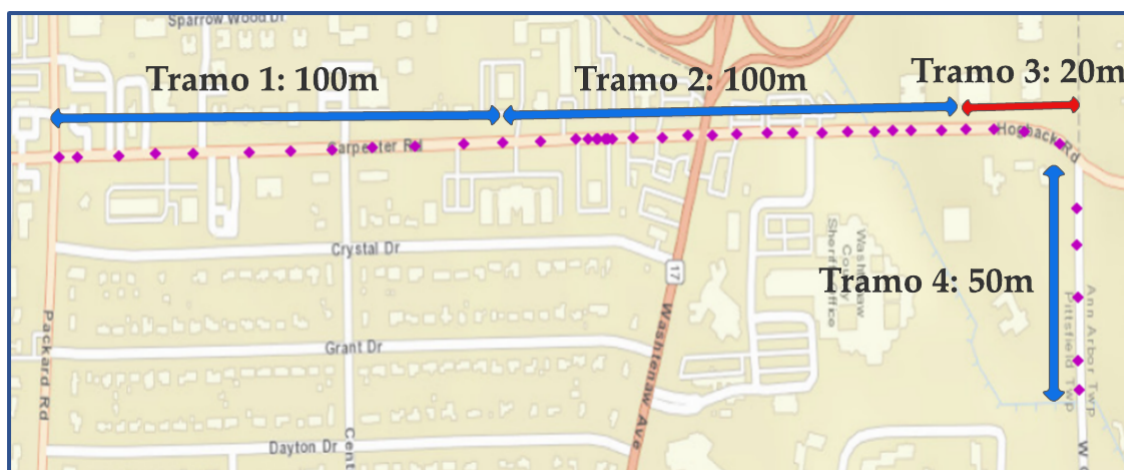 Sparrow Wood Dr
Tramo 1: 100m
Tramo 2: 100m
Tramo 3: 20m
Carpenter Rd
Hogback Rd
Crystal Dr
17
Washtenaw
County
Sheriff Office
Tramo 4: 50m
Packard Rd
Grant Dr
Washtenaw Ave
Ann Arbor Twp
Pittsfield Twp
Dayton Dr
Cent
W